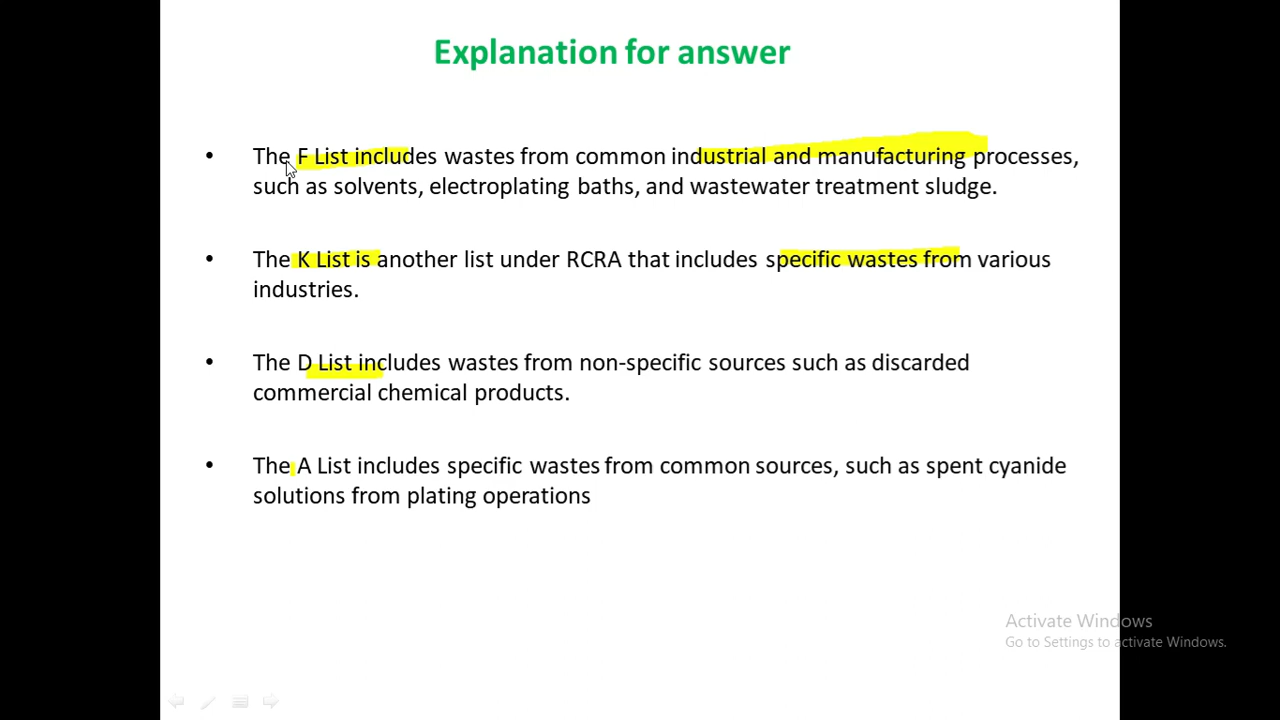 Explanation for answer
• The F List includes wastes from common industrial and manufacturing processes,
such as solvents, electroplating baths, and wastewater treatment sludge.
• The K List is another list under RCRA that includes specific wastes from various
industries.
• The D List includes wastes from non-specific sources such as discarded
commercial chemical products.
• The A List includes specific wastes from common sources, such as spent cyanide
solutions from plating operations
Activate Windows
Go to Settings to activate Windows.